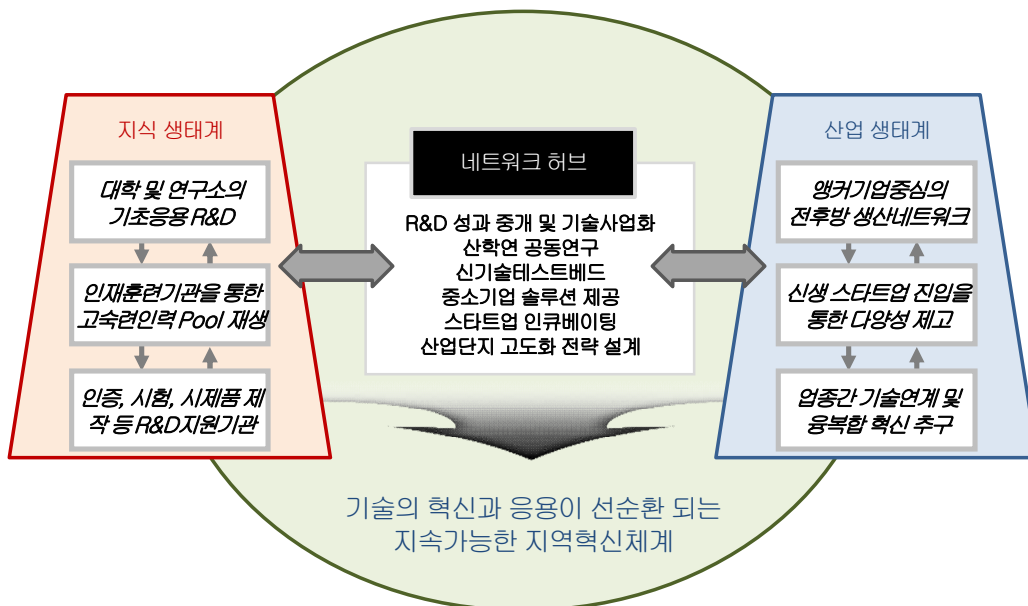 지식 생태계
대학 및 연구소의
기초응용 R&D
인재훈련기관을 통한
고숙련인력 Pool 재생
인증, 시험, 시제품 제
작 등 R&D지원기관
네트워크 허브
R&D 성과 중개 및 기술사업화
산학연 공동연구
신기술테스트베드
중소기업 솔루션 제공
스타트업 인큐베이팅
산업단지 고도화 전략 설계
산업 생태계
앵커기업중심의
전후방 생산네트워크
신생 스타트업 진입을
통한 다양성 제고
업종간 기술연계 및
융복합 혁신 추구
기술의 혁신과 응용이 선순환 되는
지속가능한 지역혁신체계